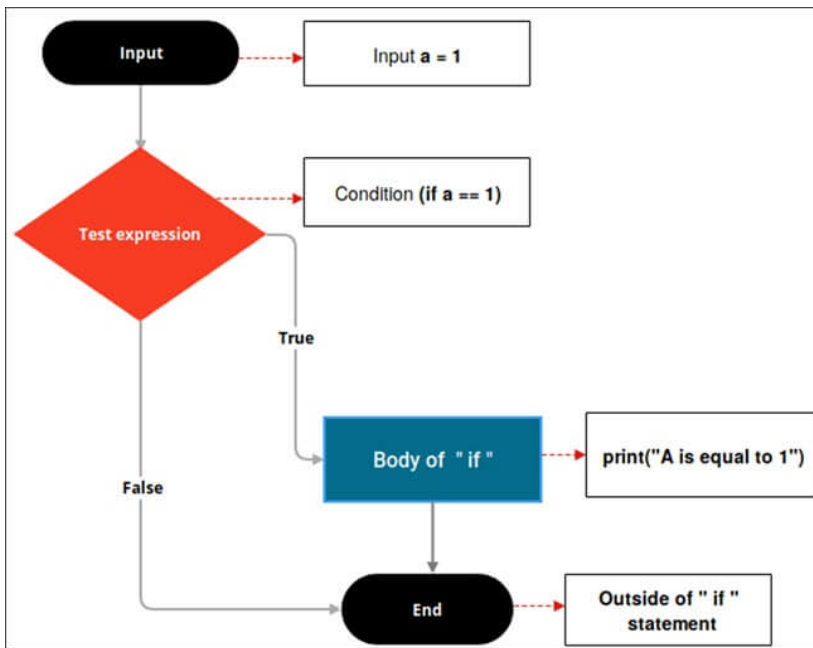 Input
Input a = 1
Condition (if a == 1)
Test expression
True
Body of " if "
print("A is equal to 1")
False
End
Outside of " if "
statement